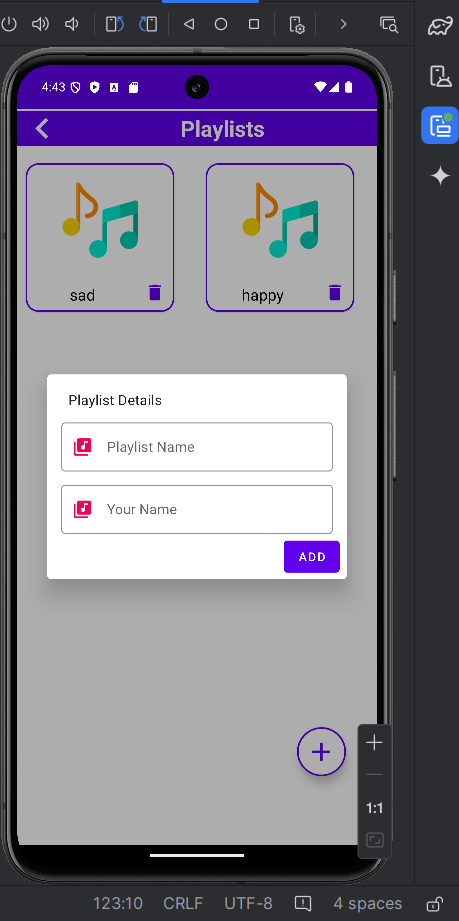 4:43
Playlists
sad
happy
Playlist Details
Playlist Name
Your Name
ADD
1:1
123:10 CRLF UTF-8 4 spaces